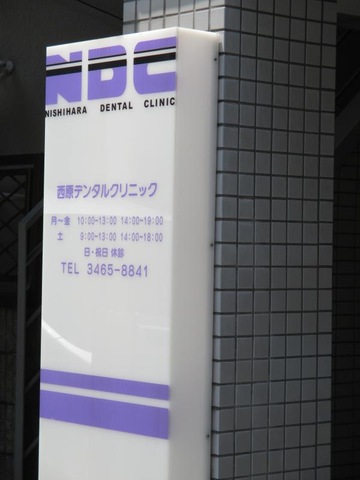 NDC
NISHIHARA DENTAL CLINIC
西原デンタルクリニック
月〜金 10:00-13:00 14:00-19:00
土 9:00-13:00 14:00-18:00
日・祝日 休診
TEL 3465-8841